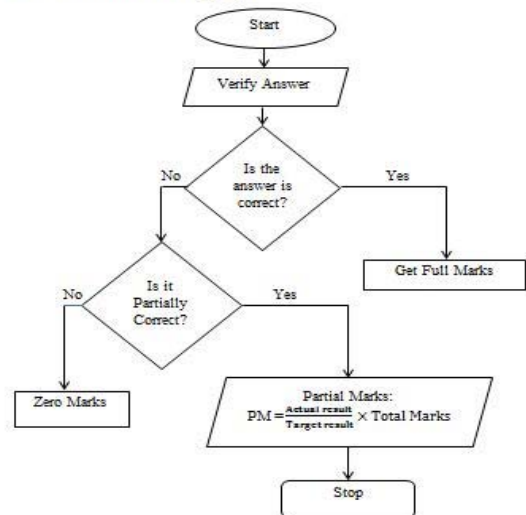 Start
Verify Answer
Is the
answer is
correct?
No
Yes
Get Full Marks
Is it
Partially
Correct?
No
Yes
Zero Marks
Partial Marks:
PM = Actual result / Target result × Total Marks
Stop